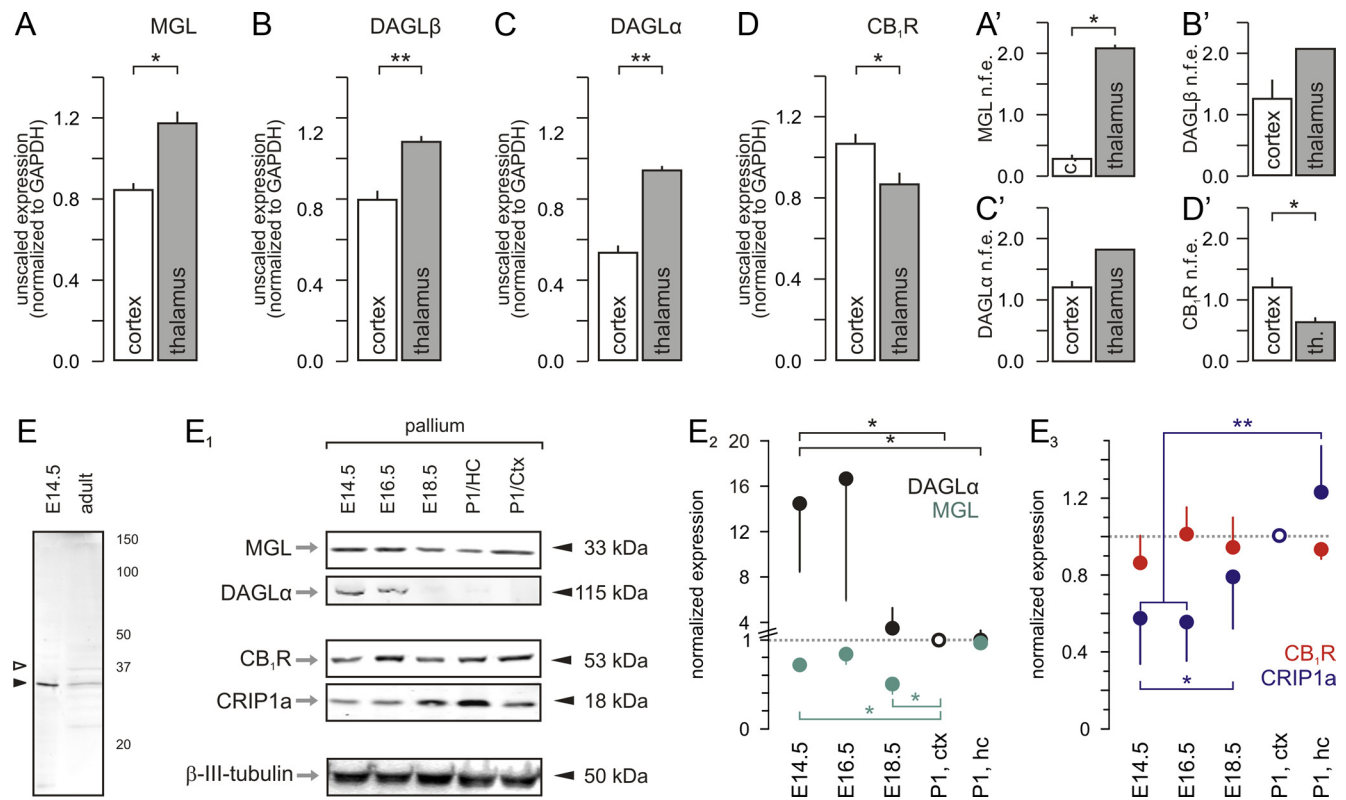 A MGL
*
unscaled expression
(normalized to GAPDH)
1.2
0.8
0.4
0.0
cortex
thalamus
B DAGLβ
**
unscaled expression
(normalized to GAPDH)
1.2
0.8
0.4
0.0
cortex
thalamus
C DAGLα
**
unscaled expression
(normalized to GAPDH)
1.2
0.8
0.4
0.0
cortex
thalamus
D CB₁R
*
unscaled expression
(normalized to GAPDH)
1.2
0.8
0.4
0.0
cortex
thalamus
A’
*
MGL n.f.e.
2.0
1.0
0.0
c.
thalamus
B’
DAGLβ n.f.e.
2.0
1.0
0.0
cortex
thalamus
C’
DAGLα n.f.e.
2.0
1.0
0.0
cortex
thalamus
D’
*
CB₁R n.f.e.
2.0
1.0
0.0
cortex
th.
E
E14.5
adult
150
100
50
37
20
E₁
pallium
E14.5
E16.5
E18.5
P1/HC
P1/Ctx
MGL 33 kDa
DAGLα 115 kDa
CB₁R 53 kDa
CRIP1a 18 kDa
β-III-tubulin 50 kDa
E₂
*
*
normalized expression
20
16
12
8
4
1
0
DAGLα
MGL
*
*
E14.5
E16.5
E18.5
P1, ctx
P1, hc
E₃
**
normalized expression
1.2
0.8
0.4
0
CB₁R
CRIP1a
*
E14.5
E16.5
E18.5
P1, ctx
P1, hc